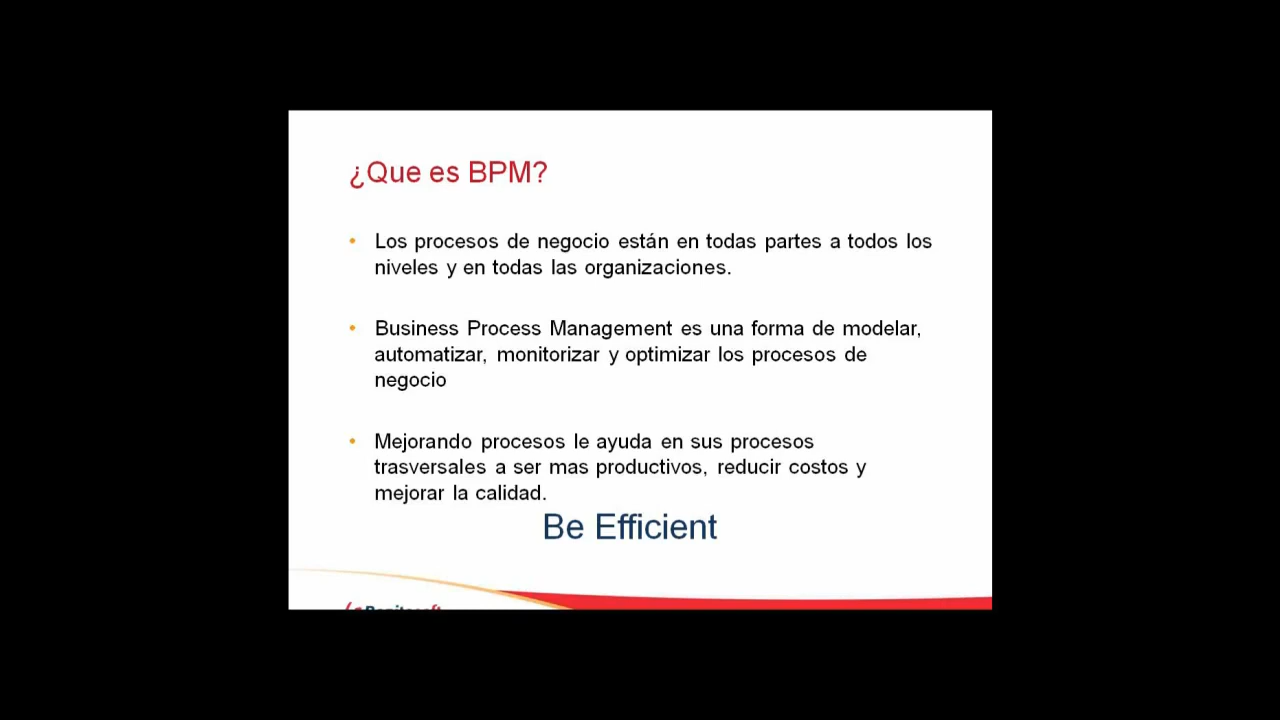 ¿Que es BPM?
• Los procesos de negocio están en todas partes a todos los
niveles y en todas las organizaciones.
• Business Process Management es una forma de modelar,
automatizar, monitorizar y optimizar los procesos de
negocio
• Mejorando procesos le ayuda en sus procesos
trasversales a ser mas productivos, reducir costos y
mejorar la calidad.
Be Efficient